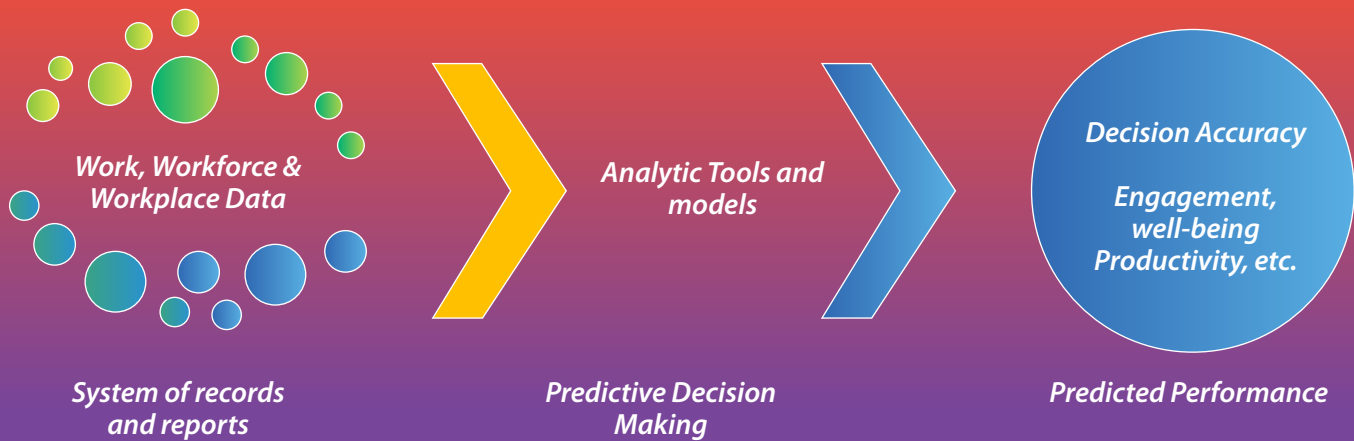 Work, Workforce &
Workplace Data
Analytic Tools and
models
Decision Accuracy
Engagement,
well-being
Productivity, etc.
System of records
and reports
Predictive Decision
Making
Predicted Performance